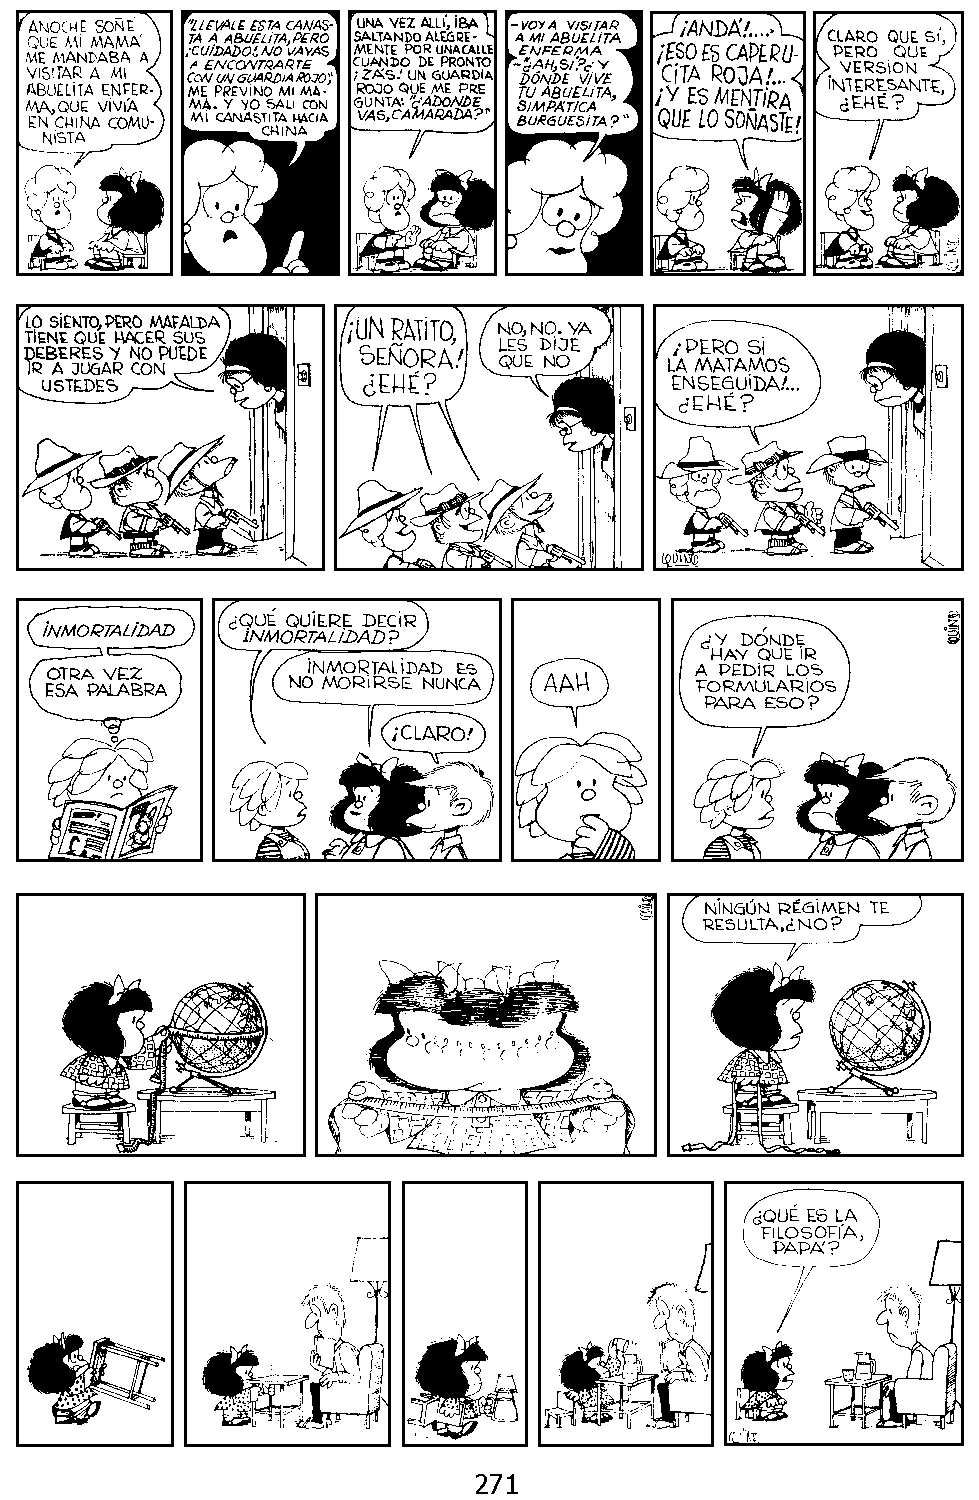 ANOCHE SOÑÉ
QUE MI MAMÁ
ME MANDABA A
VISITAR A MI
ABUELITA ENFER-
MA, QUE VIVÍA
EN CHINA COMU-
NISTA
"LLEVALE ESTA CANAS-
TA A ABUELITA, PERO
¡CUIDADO! NO VAYAS
A ENCONTRARTE
CON UN GUARDIA ROJO";
ME PREVINO MI MA-
MÁ. Y YO SALI CON
MI CANASTITA HACIA
CHINA
UNA VEZ ALLÍ, IBA
SALTANDO ALEGRE-
MENTE POR UNA CALLE
CUANDO DE PRONTO
¡ZÁS! UN GUARDIA
ROJO QUE ME PRE
GUNTA: "¿ADONDE
VAS, CAMARADA?"
-VOY A VISITAR
A MI ABUELITA
ENFERMA
-"¿AH, SI? ¿Y
DÓNDE VIVE
TU ABUELITA,
SIMPÁTICA
BURGUESITA?"
¡ANDÁ!....
¡ESO ES CAPERU-
CITA ROJA!...
¡Y ES MENTIRA
QUE LO SOÑASTE!
CLARO QUE SÍ,
PERO QUE
VERSIÓN
INTERESANTE,
¿EHÉ?
LO SIENTO, PERO MAFALDA
TIENE QUE HACER SUS
DEBERES Y NO PUEDE
IR A JUGAR CON
USTEDES
¡UN RATITO,
SEÑORA!
¿EHÉ?
NO, NO. YA
LES DIJE
QUE NO
¡PERO SI
LA MATAMOS
ENSEGUIDA!...
¿EHÉ?
QUINO
INMORTALIDAD
OTRA VEZ
ESA PALABRA
¿QUÉ QUIERE DECIR
INMORTALIDAD?
INMORTALIDAD ES
NO MORIRSE NUNCA
¡CLARO!
AAH
¿Y DÓNDE
HAY QUE IR
A PEDIR LOS
FORMULARIOS
PARA ESO?
QUINO
NINGÚN RÉGIMEN TE
RESULTA, ¿NO?
¿QUÉ ES LA
FILOSOFÍA,
PAPÁ?
271